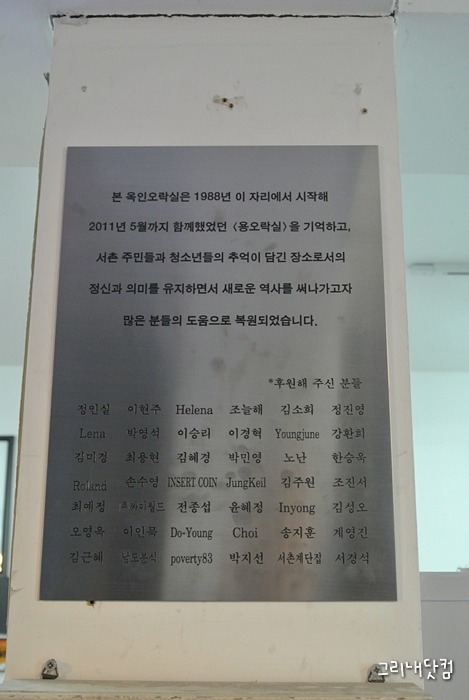 본 옥인오락실은 1988년 이 자리에서 시작해
2011년 5월까지 함께했었던 〈용오락실〉을 기억하고,
서촌 주민들과 청소년들의 추억이 담긴 장소로서의
정신과 의미를 유지하면서 새로운 역사를 써나가고자
많은 분들의 도움으로 복원되었습니다.
*후원해 주신 분들
정민실 이현주 Helena 조늘해 김소희 정진영
Lena 박영석 이승리 이경혁 Youngjune 강환희
김미경 최용현 김혜경 박민영 노난 한승욱
Roland 손수영 INSERT COIN JungKeil 김주원 조진서
최예정 전종섭 윤혜정 Inyong 김성오
오영욱 이인묵 Do-Young Choi 송지훈 계영진
김근혜 남도분식 poverty83 박지선 서촌계단집 서경석
그리내닷컴